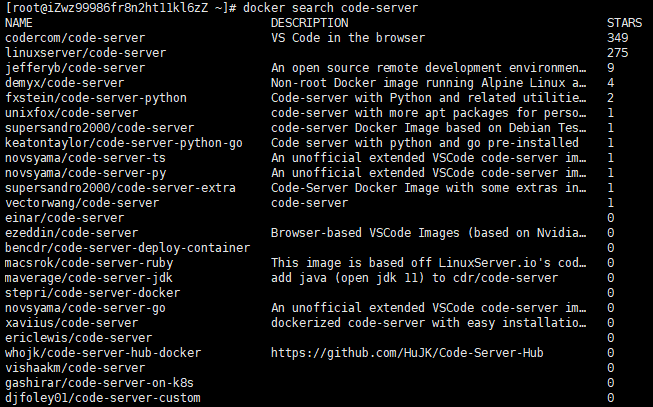 [root@iZwz99986fr8n2ht11kl6zZ ~]# docker search code-server
NAME DESCRIPTION STARS
codercom/code-server VS Code in the browser 349
linuxserver/code-server 275
jefferyb/code-server An open source remote development environmen… 9
demyx/code-server Non-root Docker image running Alpine Linux a… 4
fxstein/code-server-python Code-server with Python and related utilitie… 2
unixfox/code-server code-server with more apt packages for perso… 1
supersandro2000/code-server code-server Docker Image based on Debian Tes… 1
keatontaylor/code-server-python-go Code server with python and go pre-installed 1
novsyama/code-server-ts An unofficial extended VSCode code-server im… 1
novsyama/code-server-py An unofficial extended VSCode code-server im… 1
supersandro2000/code-server-extra Code-Server Docker Image with some extras in… 1
vectorwang/code-server code-server 1
einar/code-server 0
ezeddin/code-server Browser-based VSCode Images (based on Nvidia… 0
bencdr/code-server-deploy-container 0
macsrok/code-server-ruby This image is based off LinuxServer.io's cod… 0
maverage/code-server-jdk add java (open jdk 11) to cdr/code-server 0
stepri/code-server-docker 0
novsyama/code-server-go An unofficial extended VSCode code-server im… 0
xaviius/code-server dockerized code-server with easy installatio… 0
ericlewis/code-server 0
whojk/code-server-hub-docker https://github.com/HuJK/Code-Server-Hub 0
vishaakm/code-server 0
gashirar/code-server-on-k8s 0
djfoley01/code-server-custom 0